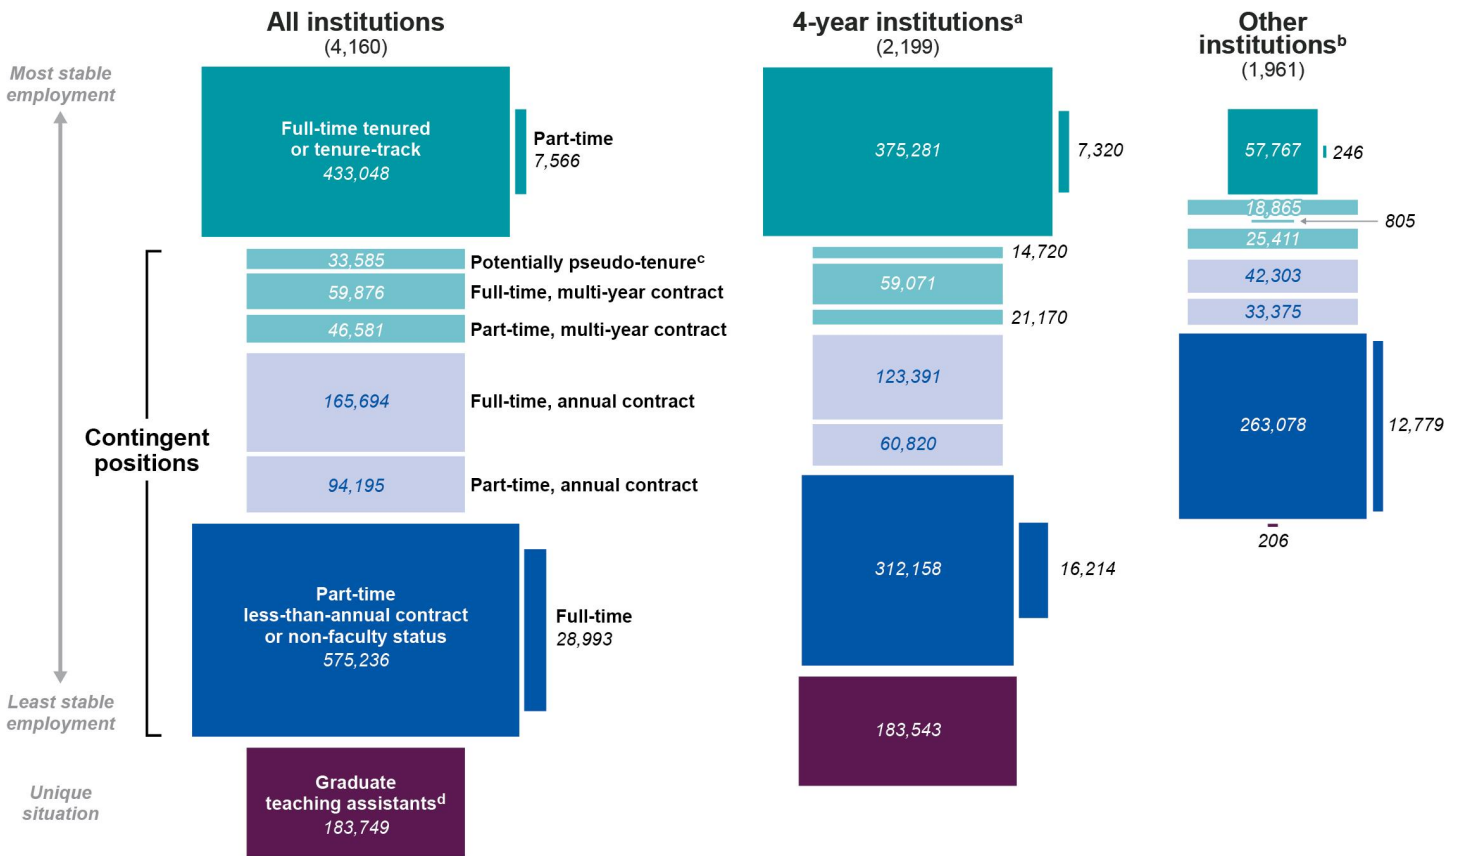 All institutions
(4,160)
4-year institutionsᵃ
(2,199)
Other
institutionsᵇ
(1,961)
Most stable
employment
Full-time tenured
or tenure-track
433,048
Part-time
7,566
375,281
7,320
57,767
246
33,585
Potentially pseudo-tenureᶜ
14,720
18,865
59,876
Full-time, multi-year contract
59,071
805
46,581
Part-time, multi-year contract
21,170
25,411
165,694
Full-time, annual contract
123,391
42,303
94,195
Part-time, annual contract
60,820
33,375
Contingent
positions
Part-time
less-than-annual contract
or non-faculty status
575,236
Full-time
28,993
312,158
16,214
263,078
12,779
Least stable
employment
Unique
situation
Graduate
teaching assistantsᵈ
183,749
183,543
206